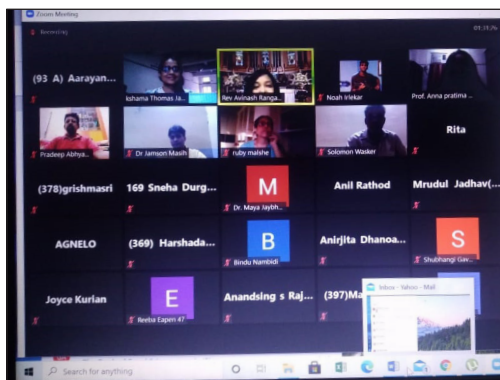 Zoom Meeting
Recording
01:31:26
(93 A) Aarayan...
kshama Thomas Ja...
Rev Avinash Ranga...
Noah Irlekar
Prof. Anna pratima ...
Pradeep Abhya...
Dr Jamson Masih
ruby malshe
Solomon Wasker
Rita
(378)grishmasri
169 Sneha Durg...
M
Dr. Maya Jaybh...
Anil Rathod
Mrudul Jadhav(...
AGNELO
(369) Harshada...
B
Bindu Nambidi
Anirjita Dhanoa...
S
Shubhangi Gav...
Joyce Kurian
E
Reeba Eapen 47
Anandsing s Raj...
(397)Ma
Inbox - Yahoo - Mail
Search for anything